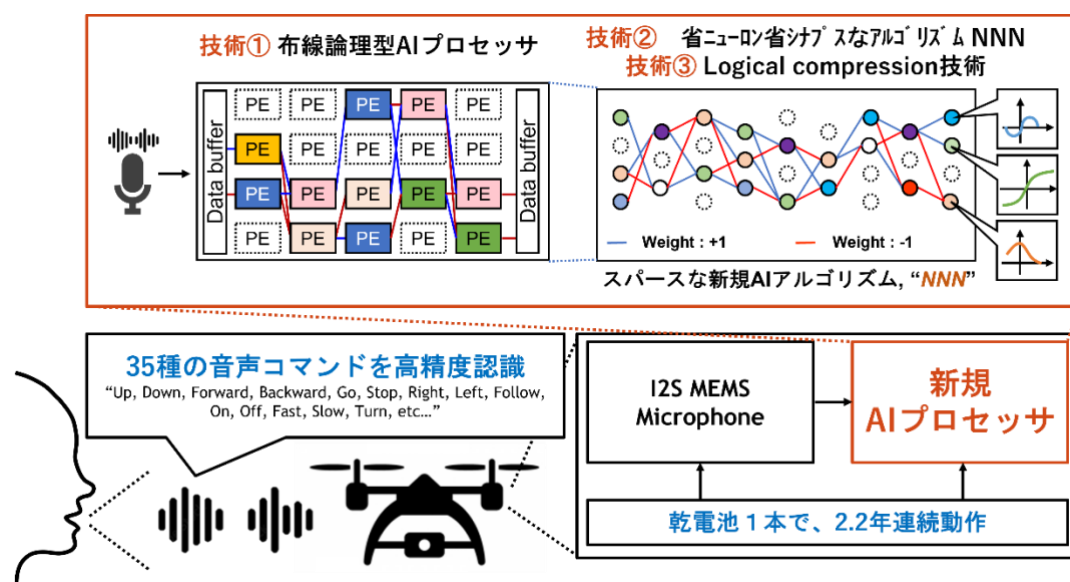 技術① 布線論理型AIプロセッサ
技術② 省ニューロン省シナプスなアルゴリズム NNN
技術③ Logical compression技術
Data buffer
PE PE PE PE PE
PE PE PE PE PE
PE PE PE PE PE
PE PE PE PE PE
Data buffer
Weight : +1
Weight : -1
スパースな新規AIアルゴリズム, “NNN”
35種の音声コマンドを高精度認識
“Up, Down, Forward, Backward, Go, Stop, Right, Left, Follow,
On, Off, Fast, Slow, Turn, etc…”
I2S MEMS
Microphone
新規
AIプロセッサ
乾電池１本で、2.2年連続動作